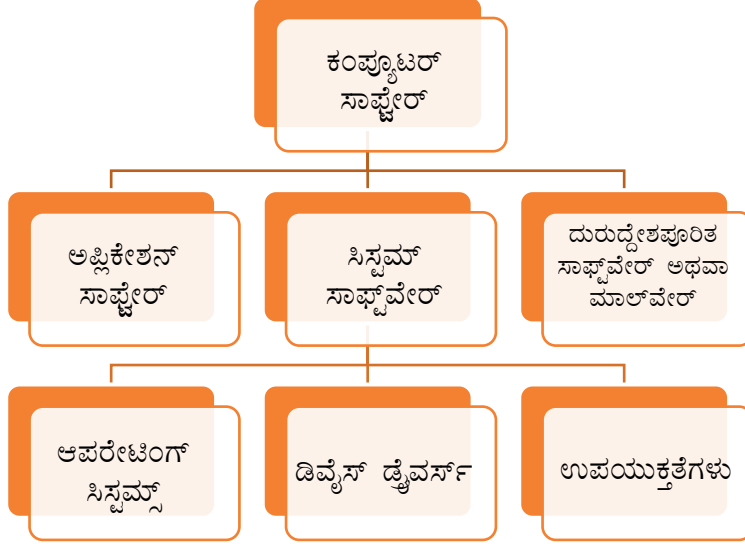 ಕಂಪ್ಯೂಟರ್
ಸಾಫ್ಟ್ವೇರ್
ಅಪ್ಲಿಕೇಶನ್
ಸಾಫ್ಟ್ವೇರ್
ಸಿಸ್ಟಮ್
ಸಾಫ್ಟ್‌ವೇರ್
ದುರುದ್ದೇಶಪೂರಿತ
ಸಾಫ್ಟ್‌ವೇರ್ ಅಥವಾ
ಮಾಲ್‌ವೇರ್
ಆಪರೇಟಿಂಗ್
ಸಿಸ್ಟಮ್ಸ್
ಡಿವೈಸ್ ಡ್ರೈವರ್ಸ್
ಉಪಯುಕ್ತತೆಗಳು